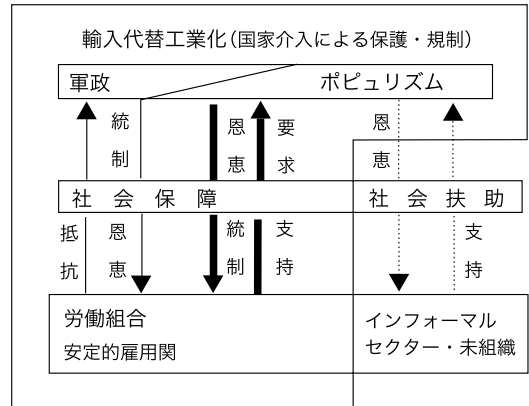 輸入代替工業化（国家介入による保護・規制）
軍政
ポピュリズム
統制
恩恵
要求
恩恵
社会保障
社会扶助
抵抗
恩恵
統制
支持
支持
労働組合
安定的雇用関
インフォーマル
セクター・未組織